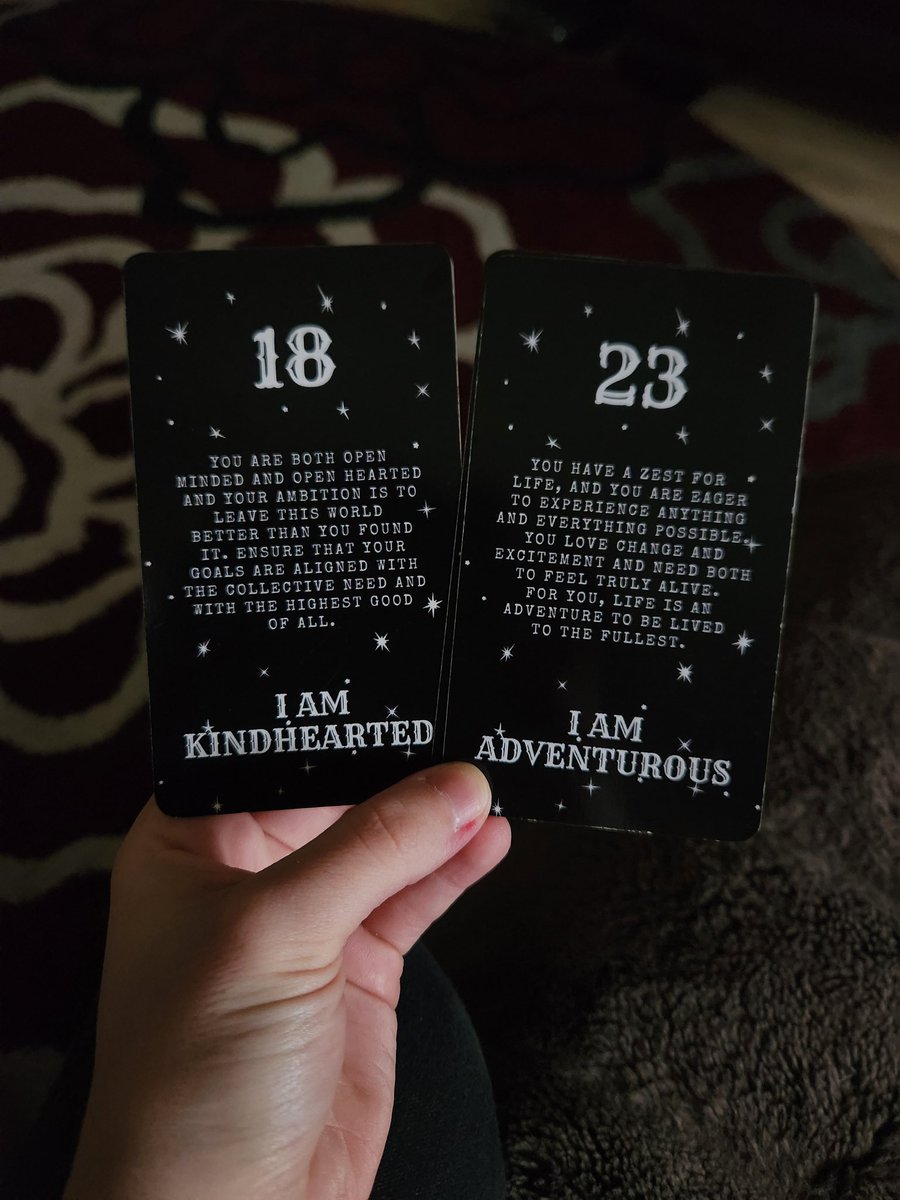 18
YOU ARE BOTH OPEN
MINDED AND OPEN HEARTED
AND YOUR AMBITION IS TO
LEAVE THIS WORLD
BETTER THAN YOU FOUND
IT. ENSURE THAT YOUR
GOALS ARE ALIGNED WITH
THE COLLECTIVE NEED AND
WITH THE HIGHEST GOOD
OF ALL.
I AM
KINDHEARTED
23
YOU HAVE A ZEST FOR
LIFE, AND YOU ARE EAGER
TO EXPERIENCE ANYTHING
AND EVERYTHING POSSIBLE.
YOU LOVE CHANGE AND
EXCITEMENT AND NEED BOTH
TO FEEL TRULY ALIVE.
FOR YOU, LIFE IS AN
ADVENTURE TO BE LIVED
TO THE FULLEST.
I AM
ADVENTUROUS